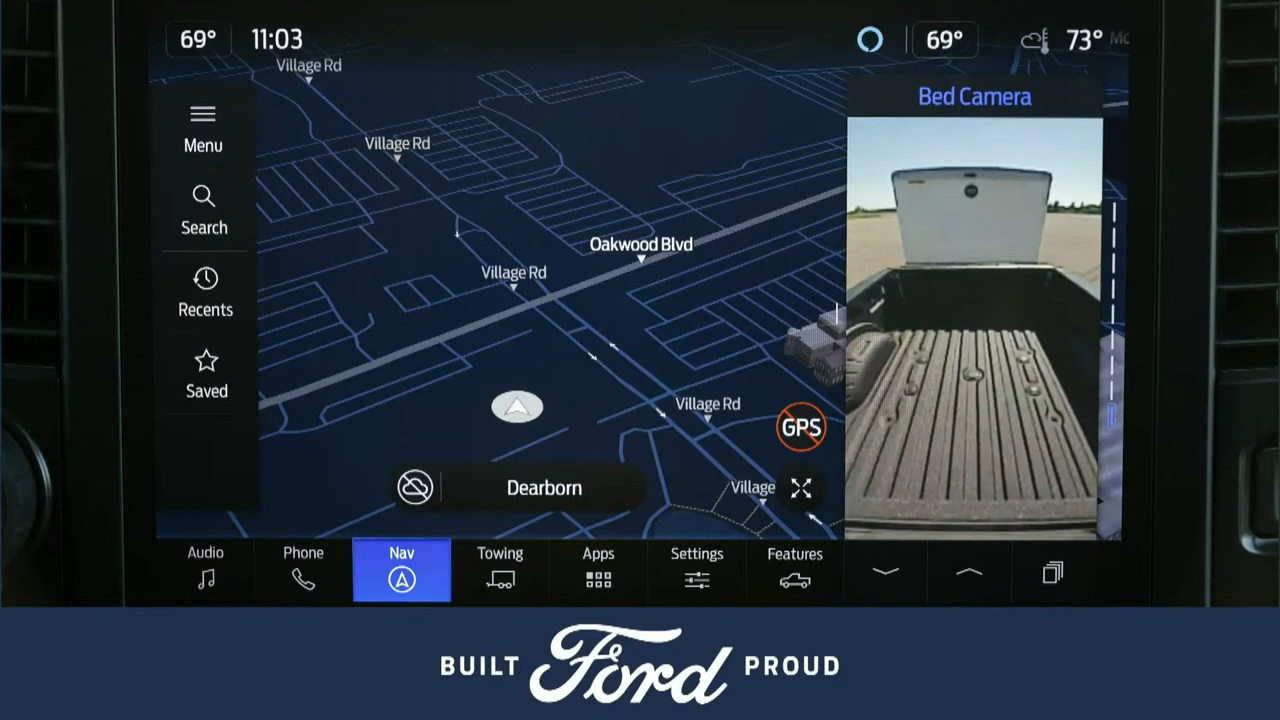 69° 11:03 69° 73° Mc
Village Rd
Bed Camera
Menu
Village Rd
Search
Oakwood Blvd
Village Rd
Recents
Saved
Village Rd
GPS
Dearborn
Village
Audio Phone Nav Towing Apps Settings Features
BUILT Ford PROUD